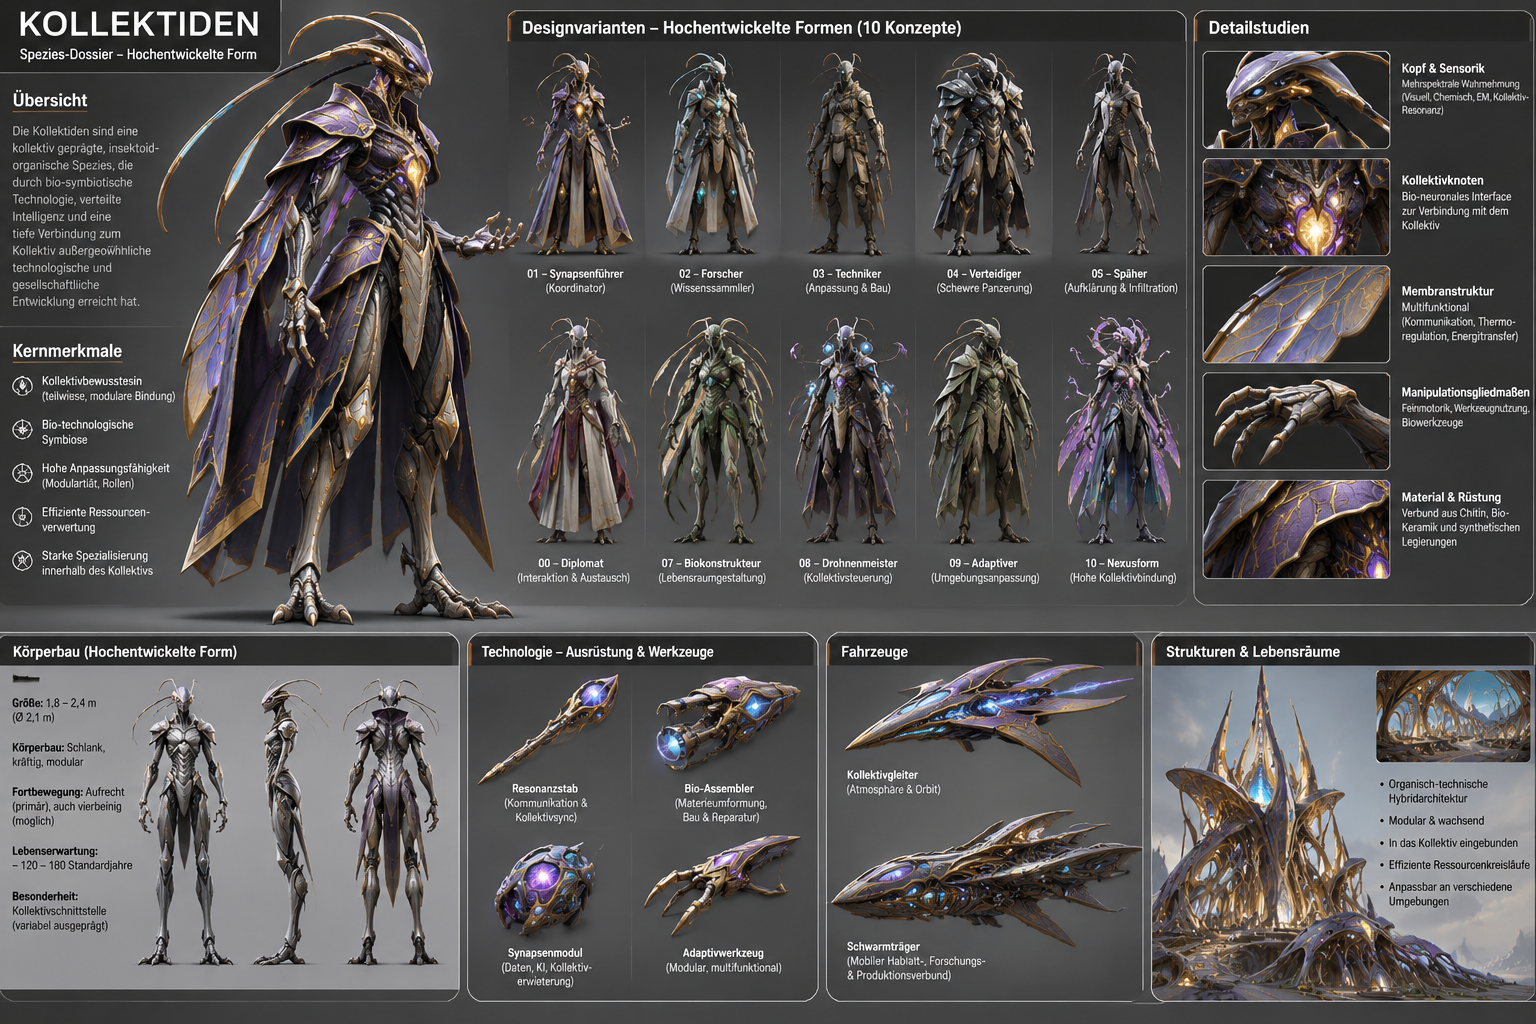 KOLLEKTIDEN
Spezies-Dossier – Hochentwickelte Form
Übersicht
Die Kollektiden sind eine
kollektiv geprägte, insektoid-
organische Spezies, die
durch bio-symbiotische
Technologie, verteilte
Intelligenz und eine
tiefe Verbindung zum
Kollektiv
technologische und
gesellschaftliche
Entwicklung erreicht hat.
Kernmerkmale
Kollektivbewusstesin
(teilwiese, modulare Bindung)
Bio-technologische
Symbiose
Hohe Anpassungsfähigkeit
(Modulartiät, Rollen)
Effiziente Ressourcen-
verwertung
Starke Spezialisierung
innerhalb des Kollektivs
Designvarianten – Hochentwickelte Formen (10 Konzepte)
01 – Synapsenführer
(Koordinator)
02 – Forscher
(Wissenssamller)
03 – Techniker
(Anpassung & Bau)
04 – Verteidiger
(Schewre Panzerung)
05 – Späher
(Aufklärung & Infiltration)
00 – Diplomat
(Interaktion & Austausch)
07 – Biokonstrukteur
(Lebensraumgestaltung)
08 – Drohnenmeister
(Kollektivsteuerung)
09 – Adaptiver
(Umgebungsanpassung)
10 – Nexusform
(Hohe Kollektivbindung)
Detailstudien
Kopf & Sensorik
Mehrspektrale Wahrnehmung
(Visuell, Chemisch, EM, Kollektiv-
Resonanz)
Kollektivknoten
Bio-neuronales Interface
zur Verbindung mit dem
Kollektiv
Membranstruktur
Multifunktional
(Kommunikation, Thermo-
regulation, Energitransfer)
Manipulationsgliedmaßen
Feinmotorik, Werkzeugnutzung,
Biowerkzeuge
Material & Rüstung
Verbund aus Chitin, Bio-
Keramik und synthetischen
Legierungen
Körperbau (Hochentwickelte Form)
Größe: 1,8 – 2,4 m
(Ø 2,1 m)
Körperbau: Schlank,
kräftig, modular
Fortbewegung: Aufrecht
(primär), auch vierbeinig
(möglich)
Lebenserwartung:
~ 120 – 180 Standardjahre
Besonderheit:
Kollektivschnittstelle
(variabel ausgeprägt)
Technologie – Ausrüstung & Werkzeuge
Resonanzstab
(Kommunikation &
Kollektivsync)
Bio-Assembler
(Materieumformung,
Bau & Reparatur)
Synapsenmodul
(Daten, KI, Kollektiv-
erwieterung)
Adaptivwerkzeug
(Modular, multifunktional)
Fahrzeuge
Kollektivgleiter
(Atmosphäre & Orbit)
Schwarmträger
(Mobiler Forschungs-
& Produktionsverbund)
Strukturen & Lebensräume
• Organisch-technische
Hybridarchitektur
• Modular & wachsend
• In das Kollektiv eingebunden
• Effiziente Ressourcenkreisläufe
• Anpassbar an verschiedene
Umgebungen